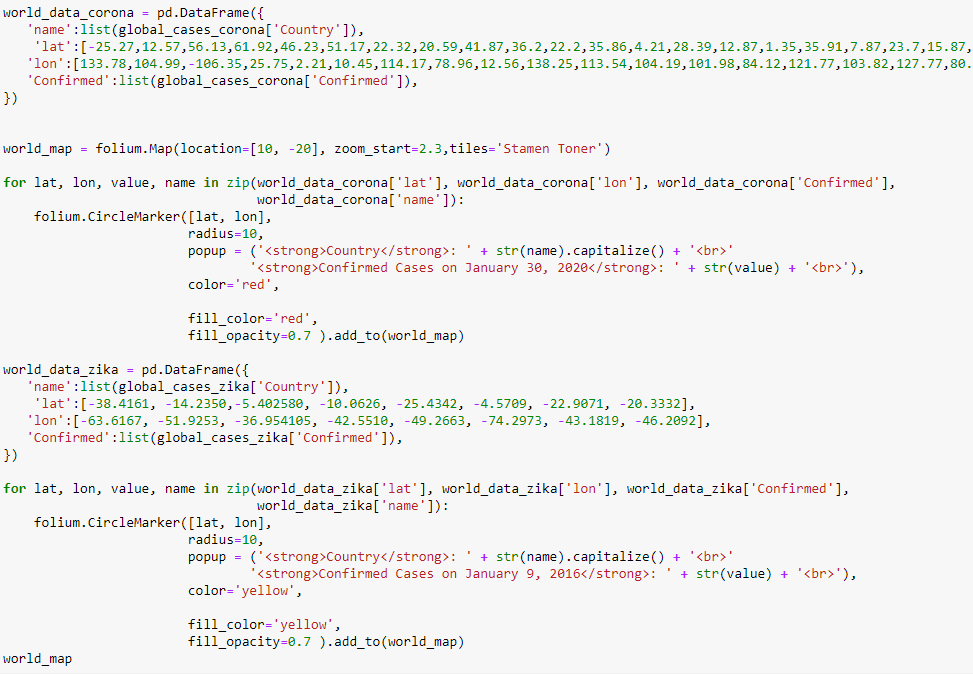 world_data_corona = pd.DataFrame({
   'name':list(global_cases_corona['Country']),
    'lat':[-25.27,12.57,56.13,61.92,46.23,51.17,22.32,20.59,41.87,36.2,22.2,35.86,4.21,28.39,12.87,1.35,35.91,7.87,23.7,15.87,
   'lon':[133.78,104.99,-106.35,25.75,2.21,10.45,114.17,78.96,12.56,138.25,113.54,104.19,101.98,84.12,121.77,103.82,127.77,80.
   'Confirmed':list(global_cases_corona['Confirmed']),
})
world_map = folium.Map(location=[10, -20], zoom_start=2.3,tiles='Stamen Toner')
for lat, lon, value, name in zip(world_data_corona['lat'], world_data_corona['lon'], world_data_corona['Confirmed'],
                                 world_data_corona['name']):
    folium.CircleMarker([lat, lon],
                        radius=10,
                        popup = ('<strong>Country</strong>: ' + str(name).capitalize() + '<br>'
                                '<strong>Confirmed Cases on January 30, 2020</strong>: ' + str(value) + '<br>'),
                        color='red',
                        fill_color='red',
                        fill_opacity=0.7 ).add_to(world_map)
world_data_zika = pd.DataFrame({
   'name':list(global_cases_zika['Country']),
    'lat':[-38.4161, -14.2350,-5.402580, -10.0626, -25.4342, -4.5709, -22.9071, -20.3332],
   'lon':[-63.6167, -51.9253, -36.954105, -42.5510, -49.2663, -74.2973, -43.1819, -46.2092],
   'Confirmed':list(global_cases_zika['Confirmed']),
})
for lat, lon, value, name in zip(world_data_zika['lat'], world_data_zika['lon'], world_data_zika['Confirmed'],
                                 world_data_zika['name']):
    folium.CircleMarker([lat, lon],
                        radius=10,
                        popup = ('<strong>Country</strong>: ' + str(name).capitalize() + '<br>'
                                '<strong>Confirmed Cases on January 9, 2016</strong>: ' + str(value) + '<br>'),
                        color='yellow',
                        fill_color='yellow',
                        fill_opacity=0.7 ).add_to(world_map)
world_map